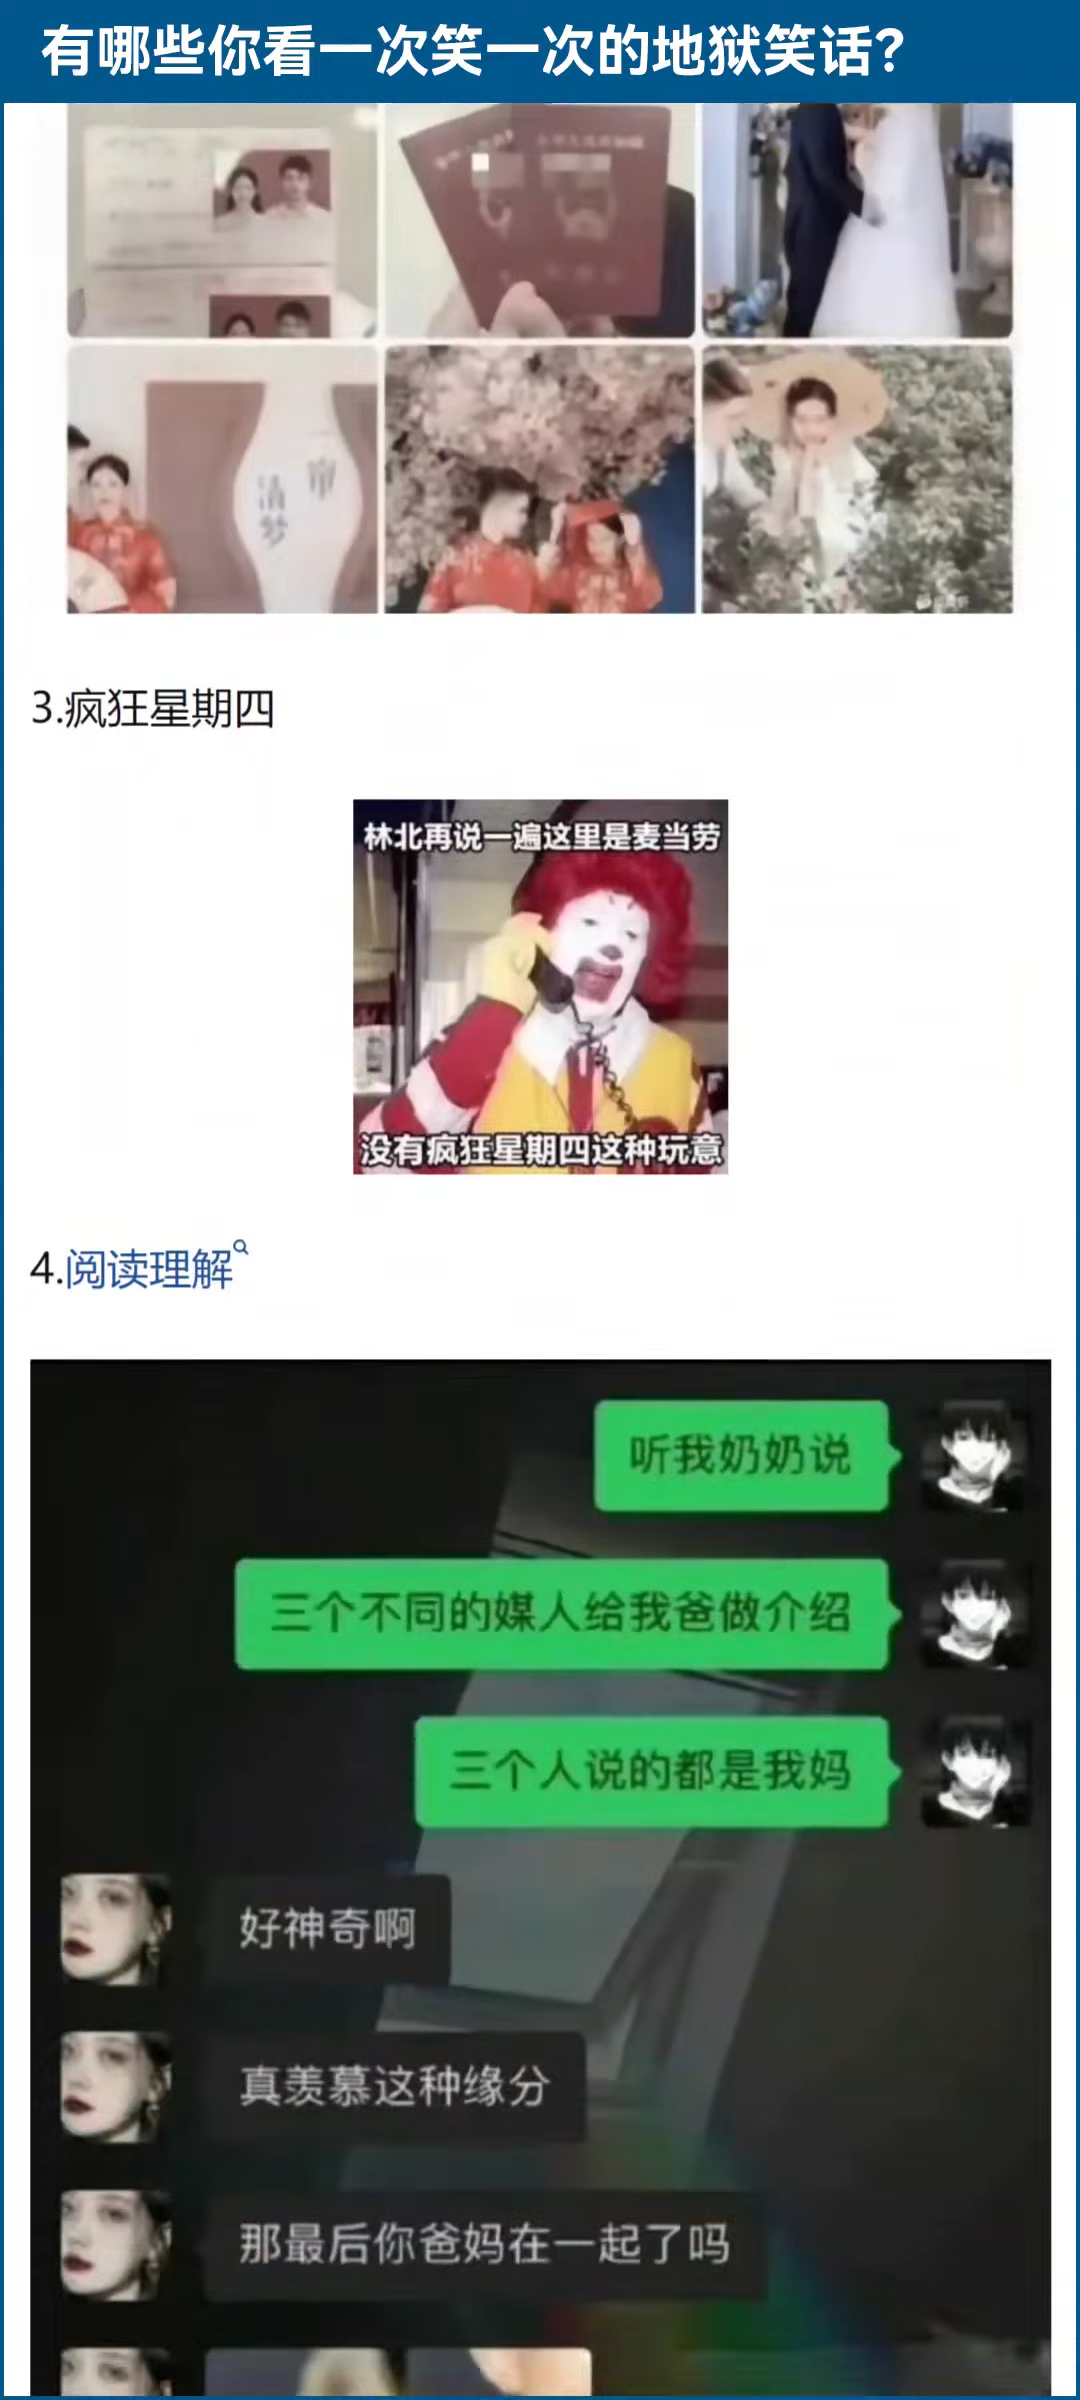 有哪些你看一次笑一次的地狱笑话?
一帘
清梦
3.疯狂星期四
林北再说一遍这里是麦当劳
没有疯狂星期四这种玩意
4.阅读理解
听我奶奶说
三个不同的媒人给我爸做介绍
三个人说的都是我妈
好神奇啊
真羡慕这种缘分
那最后你爸妈在一起了吗